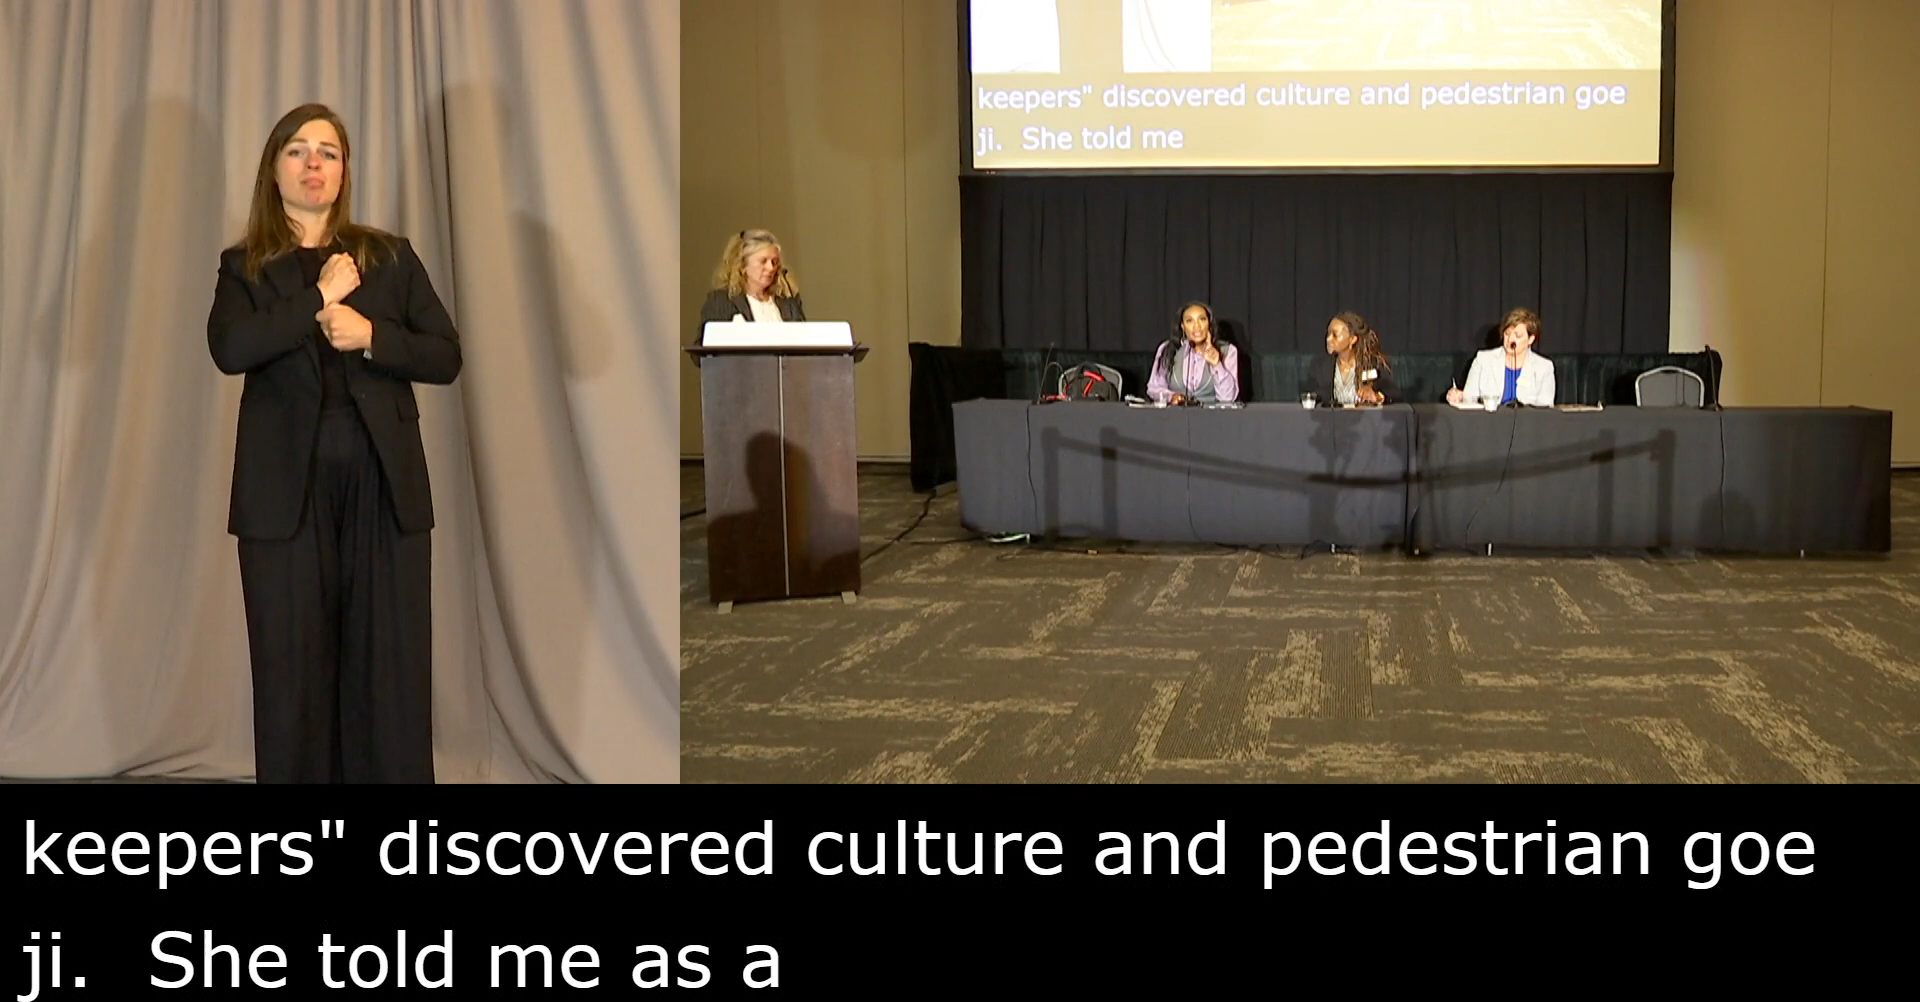 keepers" discovered culture and pedestrian goe
ji.  She told me
keepers" discovered culture and pedestrian goe
ji.  She told me as a